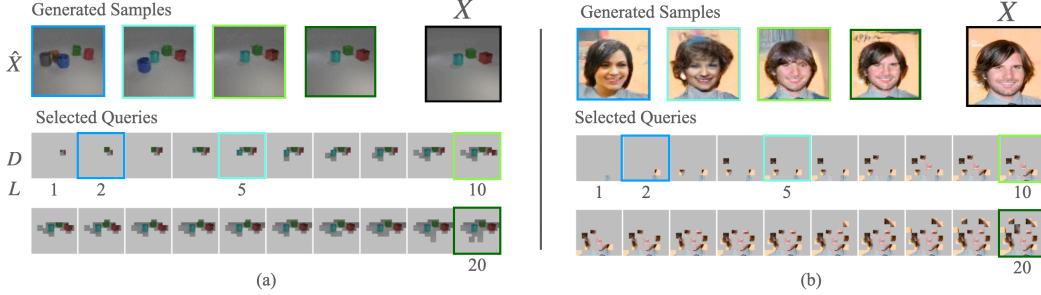 Generated Samples
X
X̂
Selected Queries
D
L 1 2 5 10
20
(a)
Generated Samples
X
Selected Queries
1 2 5 10
20
(b)